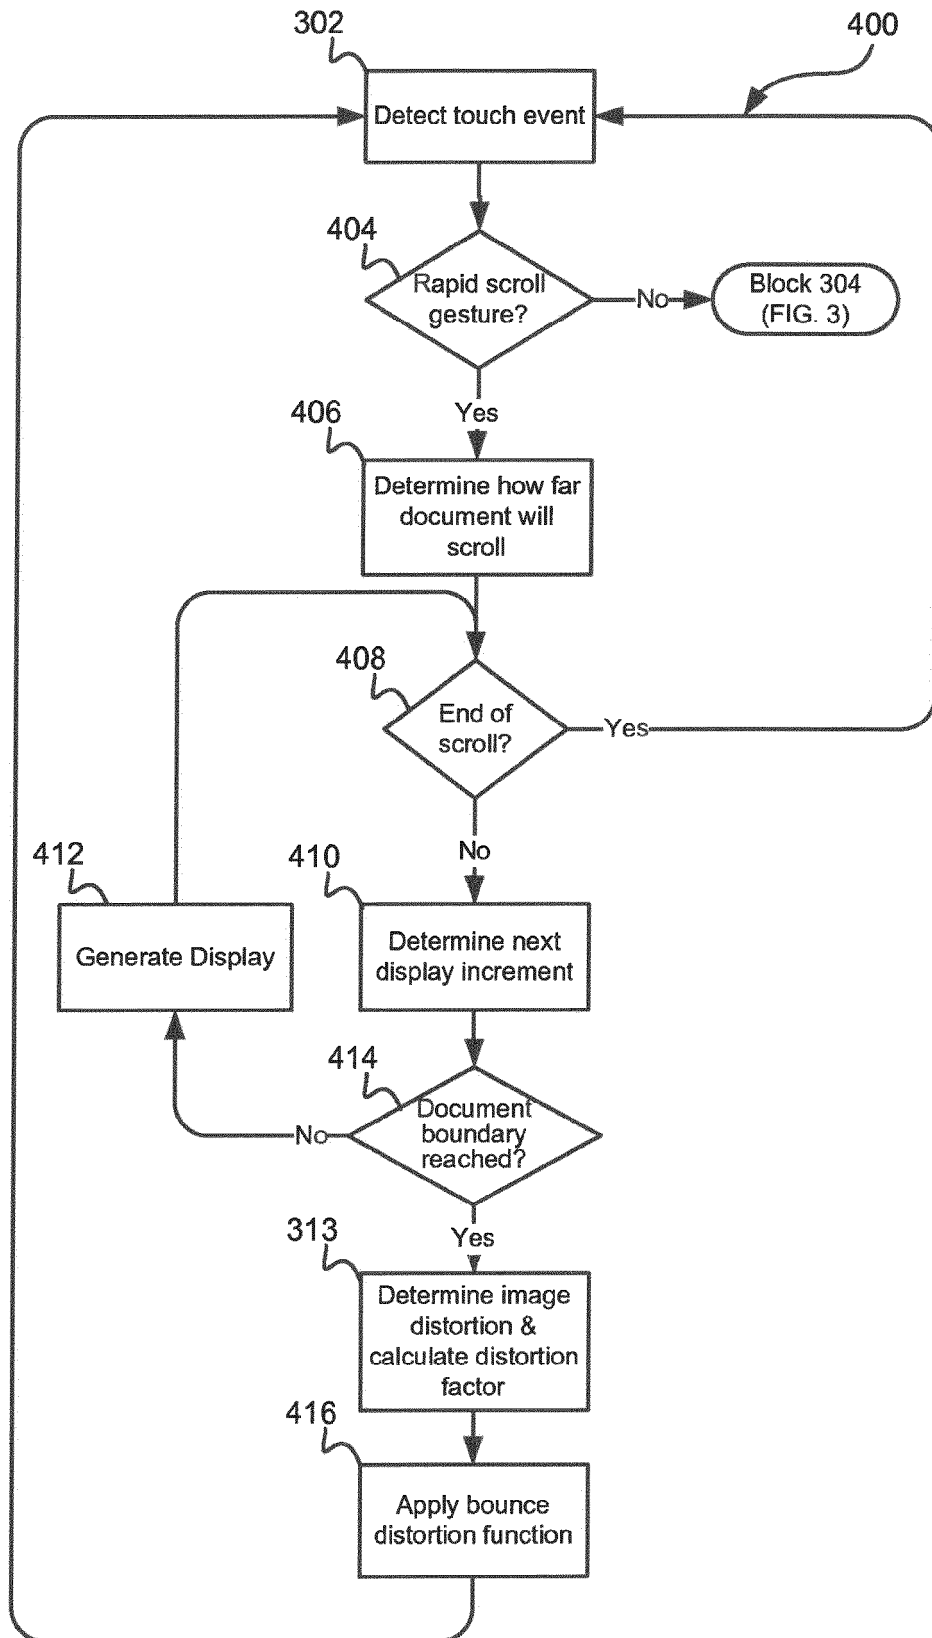 302
400
Detect touch event
404
Rapid scroll
gesture?
No
Block 304
(FIG. 3)
Yes
406
Determine how far
document will
scroll
408
End of
scroll?
Yes
No
412
410
Generate Display
Determine next
display increment
414
Document
boundary
reached?
No
Yes
313
Determine image
distortion &
calculate distortion
factor
416
Apply bounce
distortion function